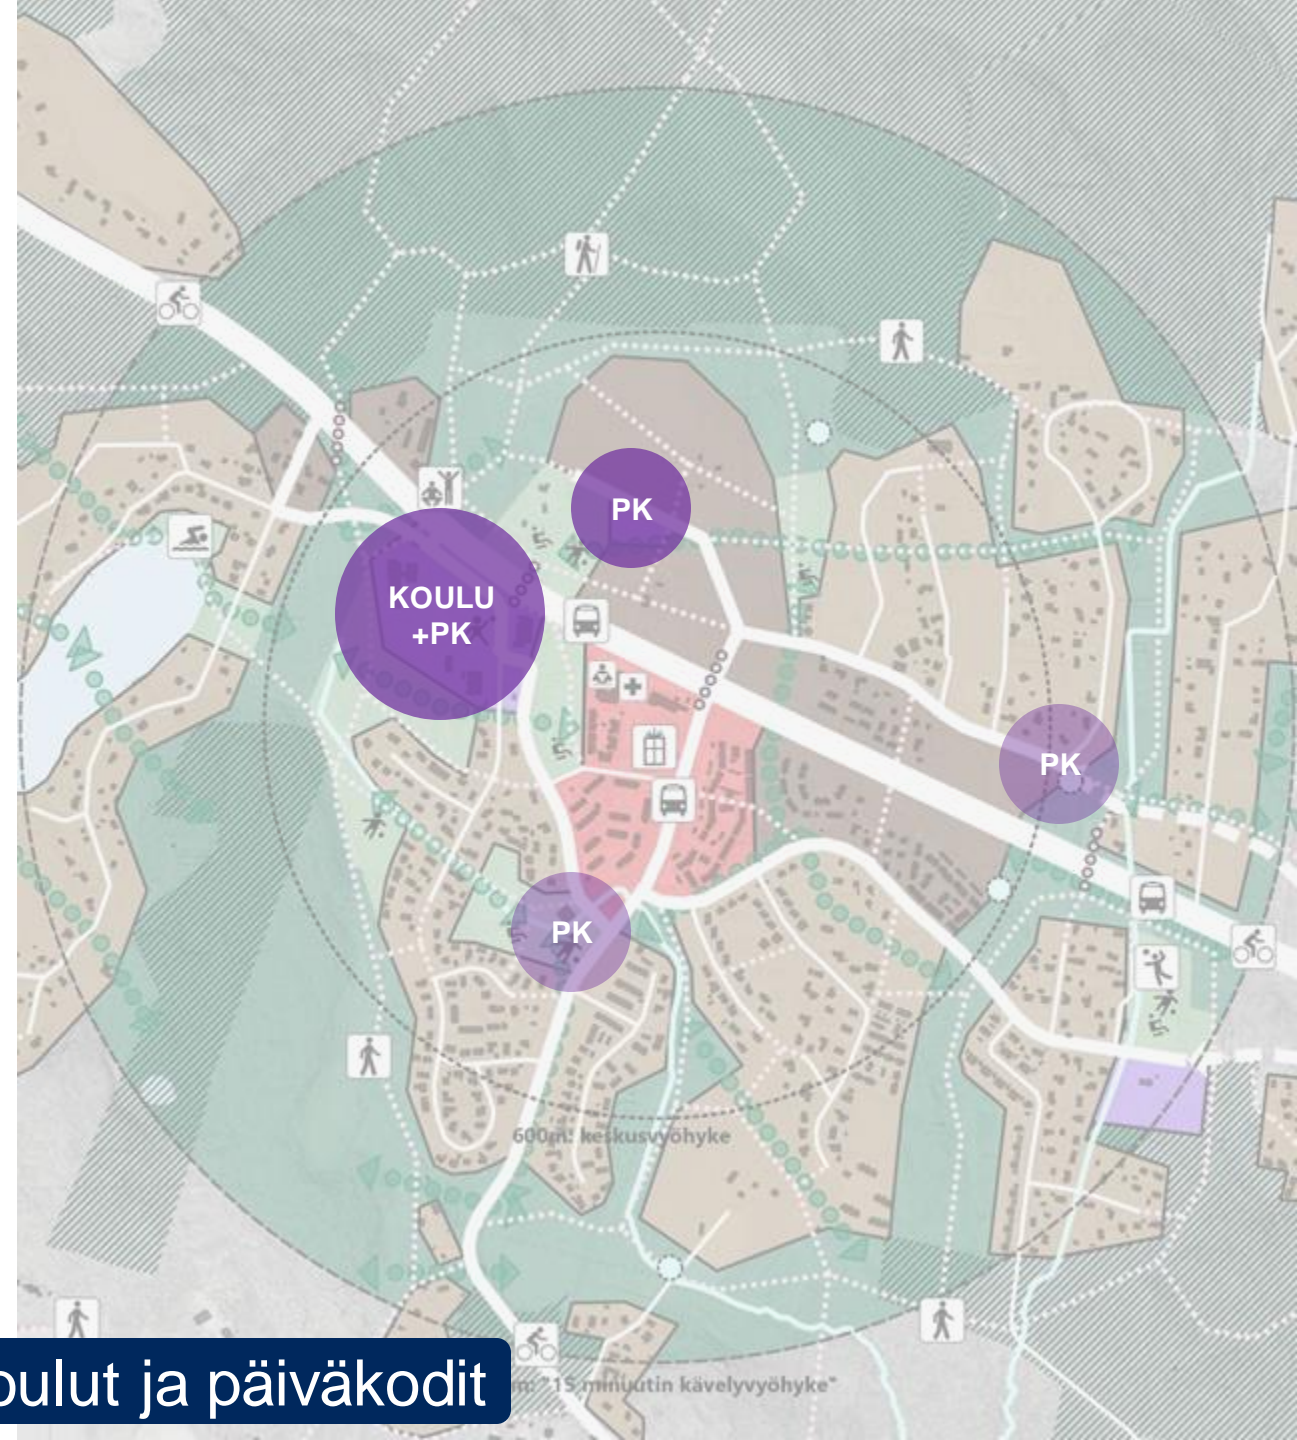 PK
KOULU
+PK
PK
PK
600m: keskusvyöhyke
m: "15 minuutin kävelyvyöhyke"
oulut ja päiväkodit